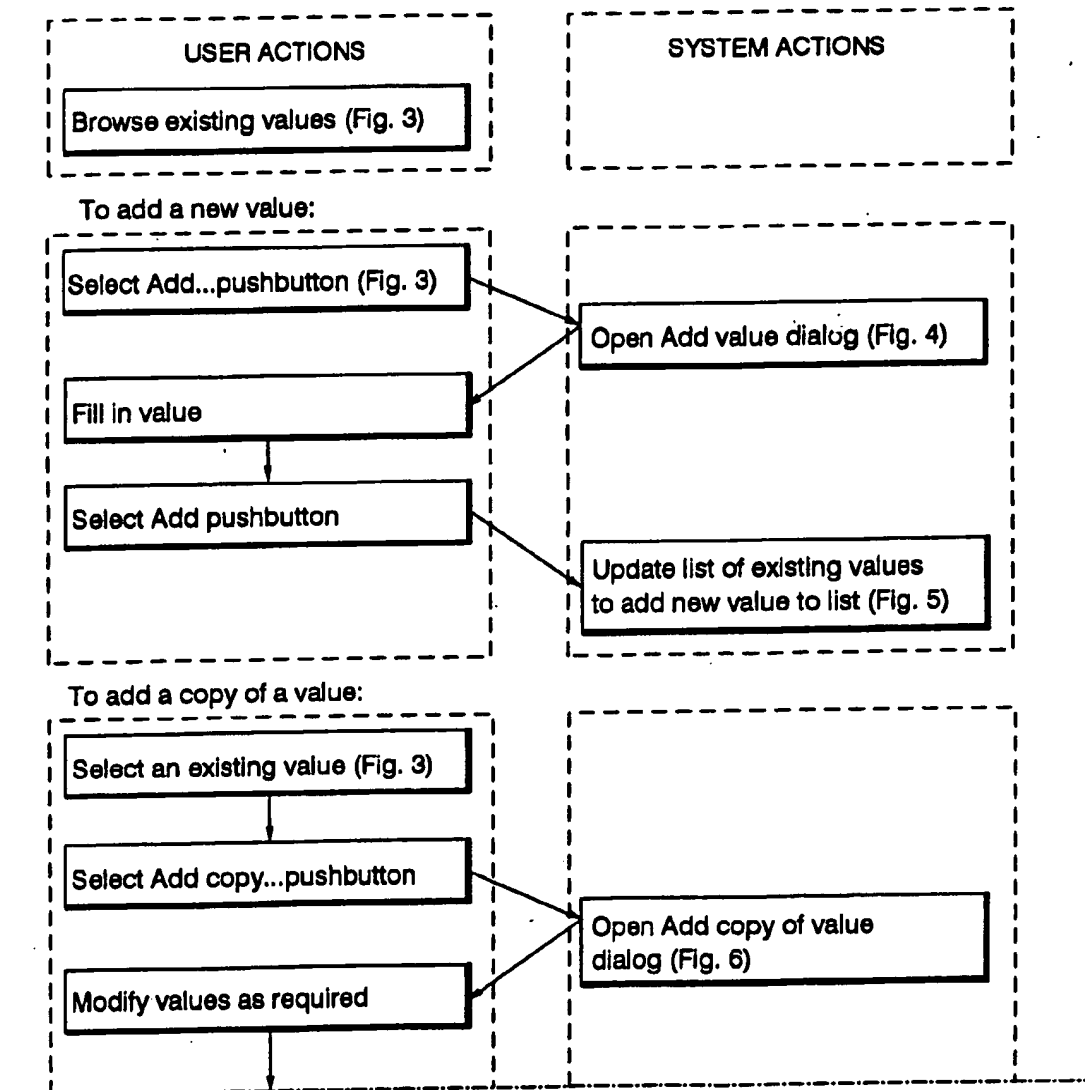 USER ACTIONS
SYSTEM ACTIONS
Browse existing values (Fig. 3)
To add a new value:
Select Add...pushbutton (Fig. 3)
Open Add value dialog (Fig. 4)
Fill in value
Select Add pushbutton
Update list of existing values
to add new value to list (Fig. 5)
To add a copy of a value:
Select an existing value (Fig. 3)
Select Add copy...pushbutton
Open Add copy of value
dialog (Fig. 6)
Modify values as required